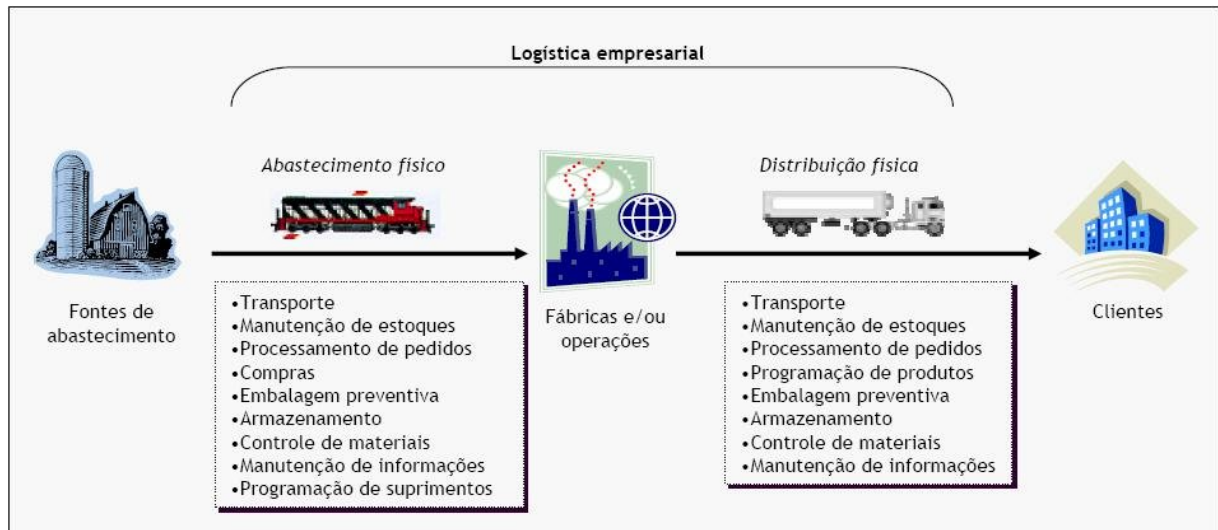 Logística empresarial
Abastecimento físico
Distribuição física
Fontes de
abastecimento
•Transporte
•Manutenção de estoques
•Processamento de pedidos
•Compras
•Embalagem preventiva
•Armazenamento
•Controle de materiais
•Manutenção de informações
•Programação de suprimentos
Fábricas e/ou
operações
•Transporte
•Manutenção de estoques
•Processamento de pedidos
•Programação de produtos
•Embalagem preventiva
•Armazenamento
•Controle de materiais
•Manutenção de informações
Clientes